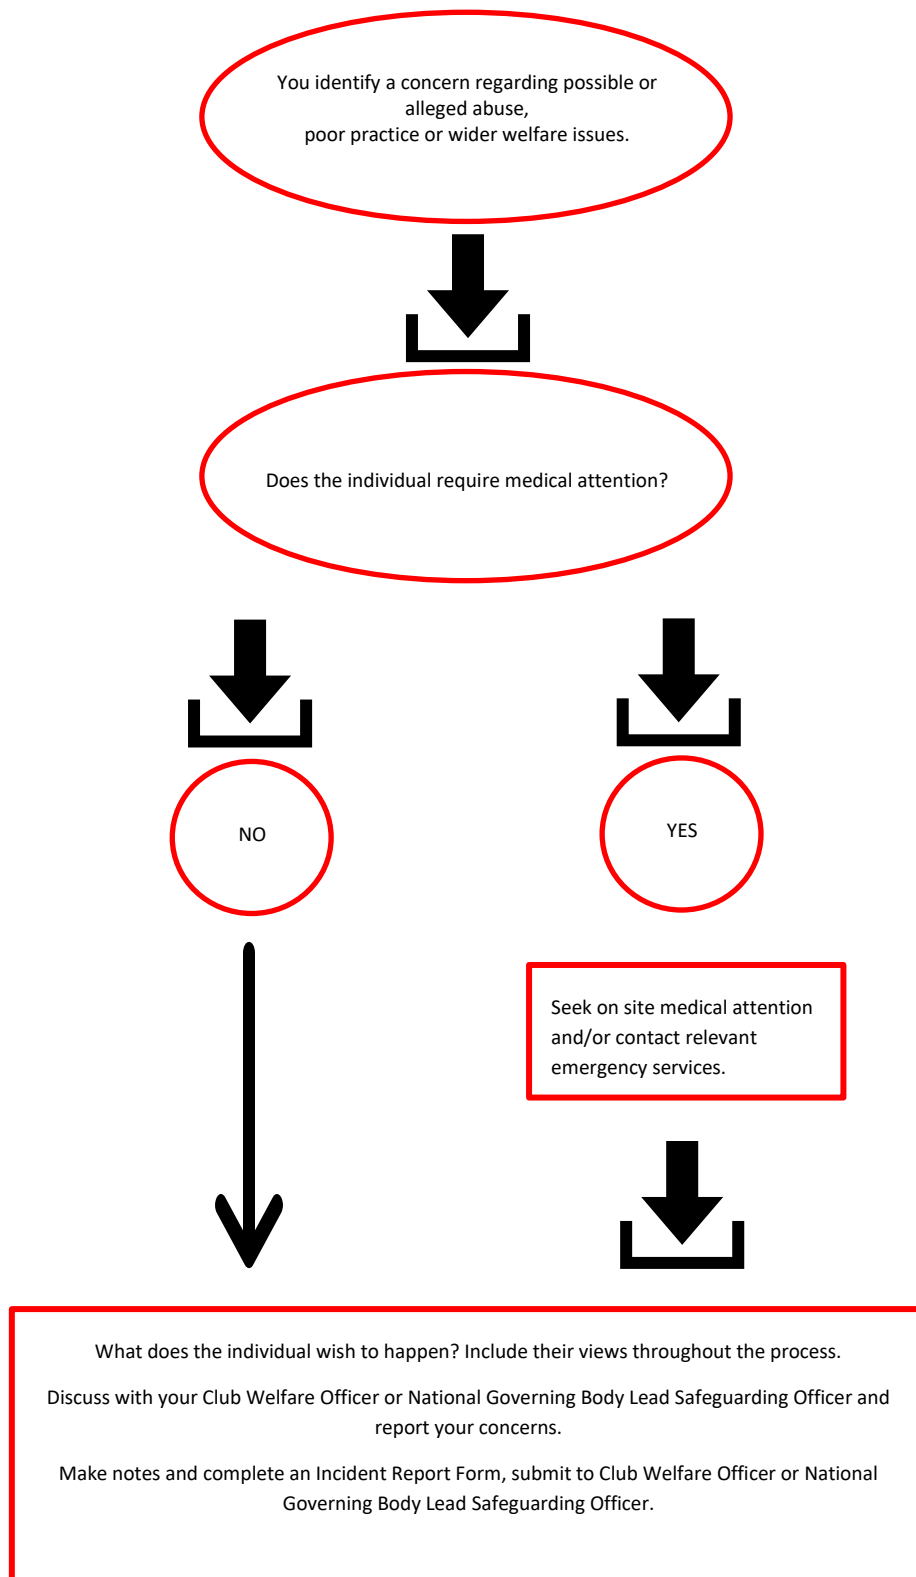 You identify a concern regarding possible or
alleged abuse,
poor practice or wider welfare issues.
Does the individual require medical attention?
NO
YES
Seek on site medical attention
and/or contact relevant
emergency services.
What does the individual wish to happen? Include their views throughout the process.
Discuss with your Club Welfare Officer or National Governing Body Lead Safeguarding Officer and
report your concerns.
Make notes and complete an Incident Report Form, submit to Club Welfare Officer or National
Governing Body Lead Safeguarding Officer.